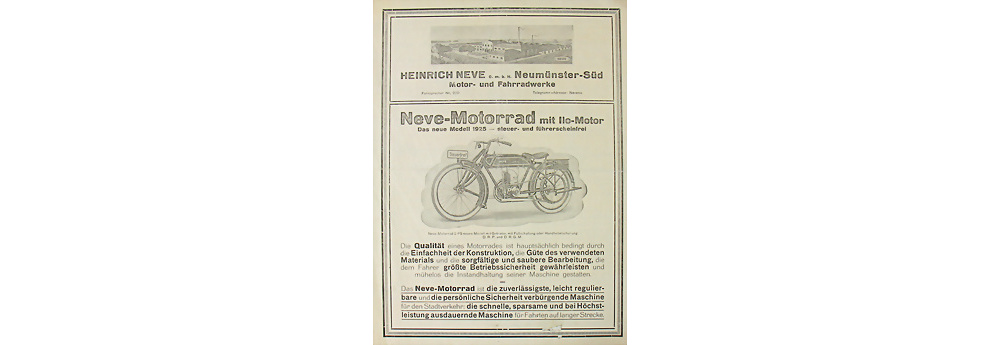 HEINRICH NEVE G. m. b. H. Neumünster-Süd
Motor- und Fahrradwerke
Neve-Motorrad mit Ilo-Motor
Das neue Modell 1925 — steuer- und führerscheinfrei
D. R. P. und D. R. G. M.
Die Qualität eines Motorrades ist hauptsächlich bedingt durch
die Einfachheit der Konstruktion, die Güte des verwendeten
Materials und die sorgfältige und saubere Bearbeitung, die
dem Fahrer größte Betriebssicherheit gewährleisten und
mühelos die Instandhaltung seiner Maschine gestalten.
Das Neve-Motorrad ist die zuverlässigste, leicht regulier-
bare und die persönliche Sicherheit verbürgende Maschine
für den Stadtverkehr; die schnelle, sparsame und bei Höchst-
leistung ausdauernde Maschine für Fahrten auf langer Strecke.